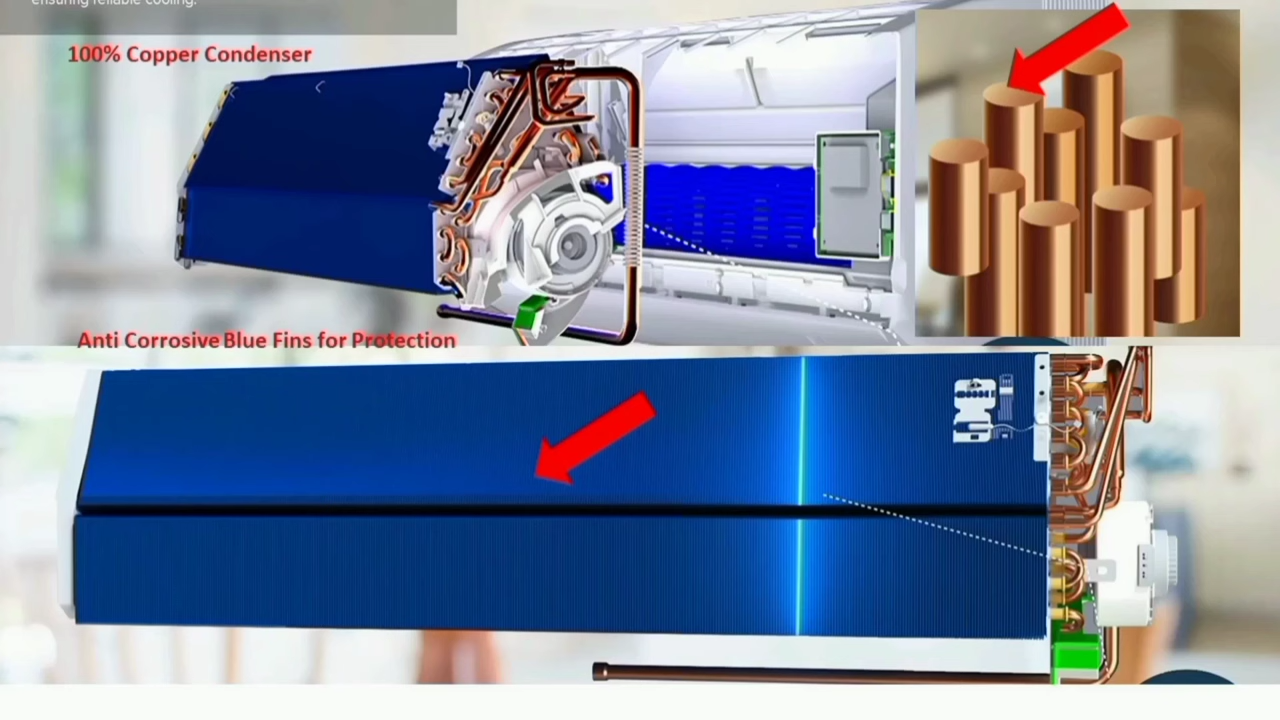 ensuring reliable cooling.
100% Copper Condenser
Anti Corrosive Blue Fins for Protection